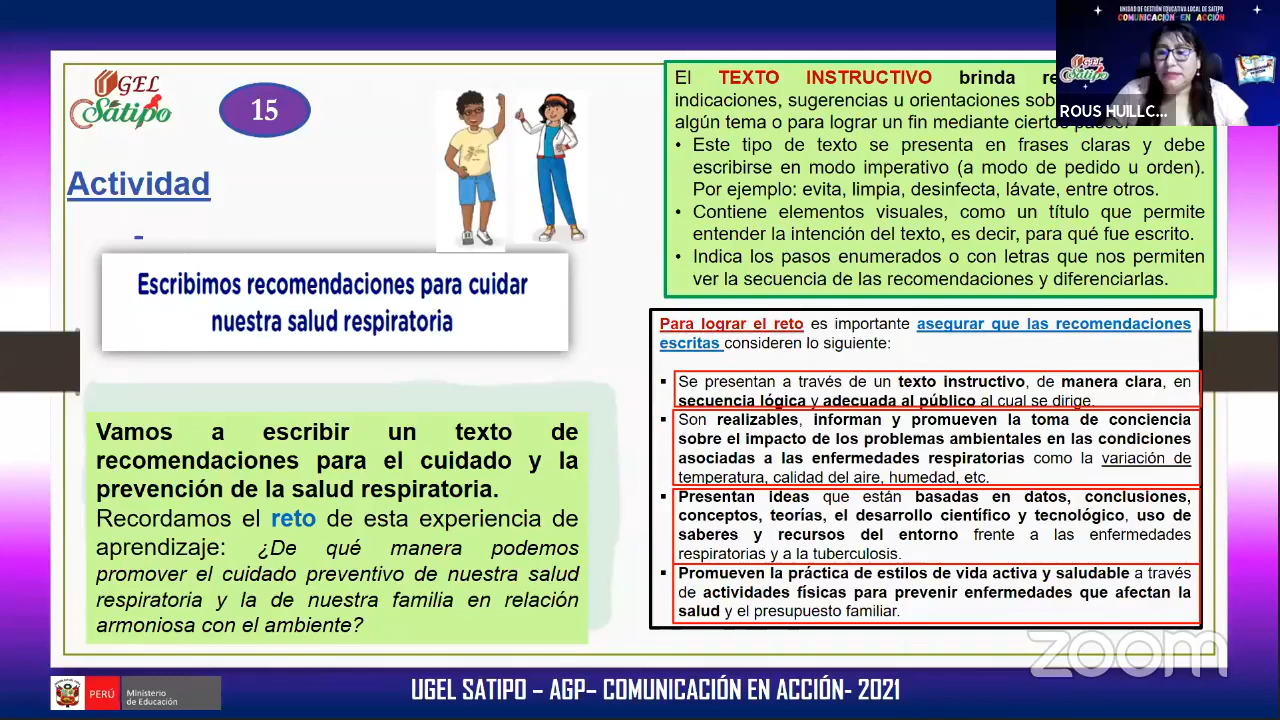 UGEL
Satipo
15
Actividad
-
Escribimos recomendaciones para cuidar
nuestra salud respiratoria
Vamos a escribir un texto de
recomendaciones para el cuidado y la
prevención de la salud respiratoria.
Recordamos el reto de esta experiencia de
aprendizaje: ¿De qué manera podemos
promover el cuidado preventivo de nuestra salud
respiratoria y la de nuestra familia en relación
armoniosa con el ambiente?
El TEXTO INSTRUCTIVO brinda
indicaciones, sugerencias u orientaciones
algún tema o para lograr un fin mediante ciertos pasos.
• Este tipo de texto se presenta en frases claras y debe
escribirse en modo imperativo (a modo de pedido u orden).
Por ejemplo: evita, limpia, desinfecta, lávate, entre otros.
• Contiene elementos visuales, como un título que permite
entender la intención del texto, es decir, para qué fue escrito.
• Indica los pasos enumerados o con letras que nos permiten
ver la secuencia de las recomendaciones y diferenciarlas.
Para lograr el reto es importante asegurar que las recomendaciones
escritas consideren lo siguiente:
▪ Se presentan a través de un texto instructivo, de manera clara, en
secuencia lógica y adecuada al público al cual se dirige.
▪ Son realizables, informan y promueven la toma de conciencia
sobre el impacto de los problemas ambientales en las condiciones
asociadas a las enfermedades respiratorias como la variación de
temperatura, calidad del aire, humedad, etc.
▪ Presentan ideas que están basadas en datos, conclusiones,
conceptos, teorías, el desarrollo científico y tecnológico, uso de
saberes y recursos del entorno frente a las enfermedades
respiratorias y a la tuberculosis.
▪ Promueven la práctica de estilos de vida activa y saludable a través
de actividades físicas para prevenir enfermedades que afectan la
salud y el presupuesto familiar.
UNIDAD DE GESTIÓN EDUCATIVA LOCAL DE SATIPO
COMUNICACIÓN EN ACCIÓN
UGEL
Satipo
ROUS HUILLC...
zoom
PERÚ
Ministerio
de Educación
UGEL SATIPO – AGP– COMUNICACIÓN EN ACCIÓN- 2021